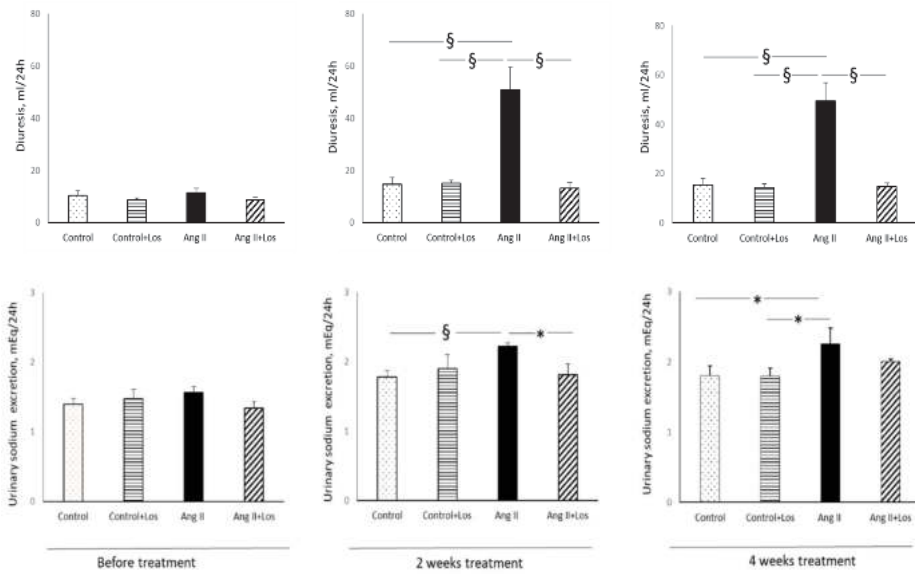 Diuresis, ml/24h
80
60
40
20
0
Control Control+Los Ang II Ang II+Los
Diuresis, ml/24h
80
60
40
20
0
§
§ §
Control Control+Los Ang II Ang II+Los
Diuresis, ml/24h
80
60
40
20
0
§
§ §
Control Control+Los Ang II Ang II+Los
Urinary sodium excretion, mEq/24h
3
2
1
0
Control Control+Los Ang II Ang II+Los
Before treatment
Urinary sodium excretion, mEq/24h
3
2
1
0
§ *
Control Control+Los Ang II Ang II+Los
2 weeks treatment
Urinary sodium excretion, mEq/24h
3
2
1
0
*
*
Control Control+Los Ang II Ang II+Los
4 weeks treatment